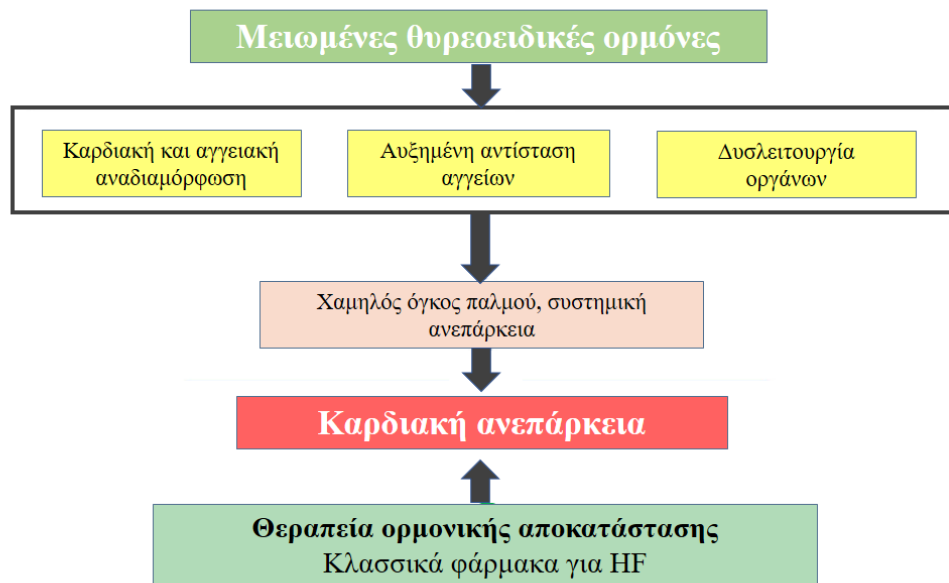 Μειωμένες θυρεοειδικές ορμόνες
Καρδιακή και αγγειακή
αναδιαμόρφωση
Αυξημένη αντίσταση
αγγείων
Δυσλειτουργία
οργάνων
Χαμηλός όγκος παλμού, συστημική
ανεπάρκεια
Καρδιακή ανεπάρκεια
Θεραπεία ορμονικής αποκατάστασης
Κλασσικά φάρμακα για HF